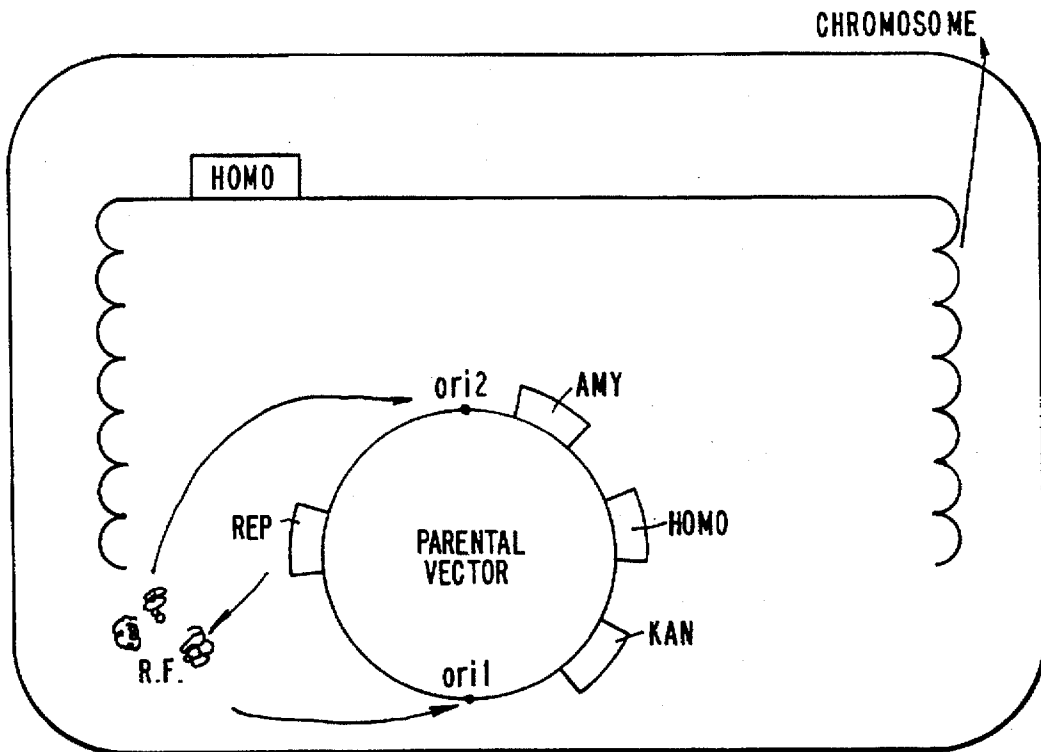 CHROMOSOME
HOMO
ori2
AMY
REP
HOMO
PARENTAL
VECTOR
KAN
R.F.
ori1